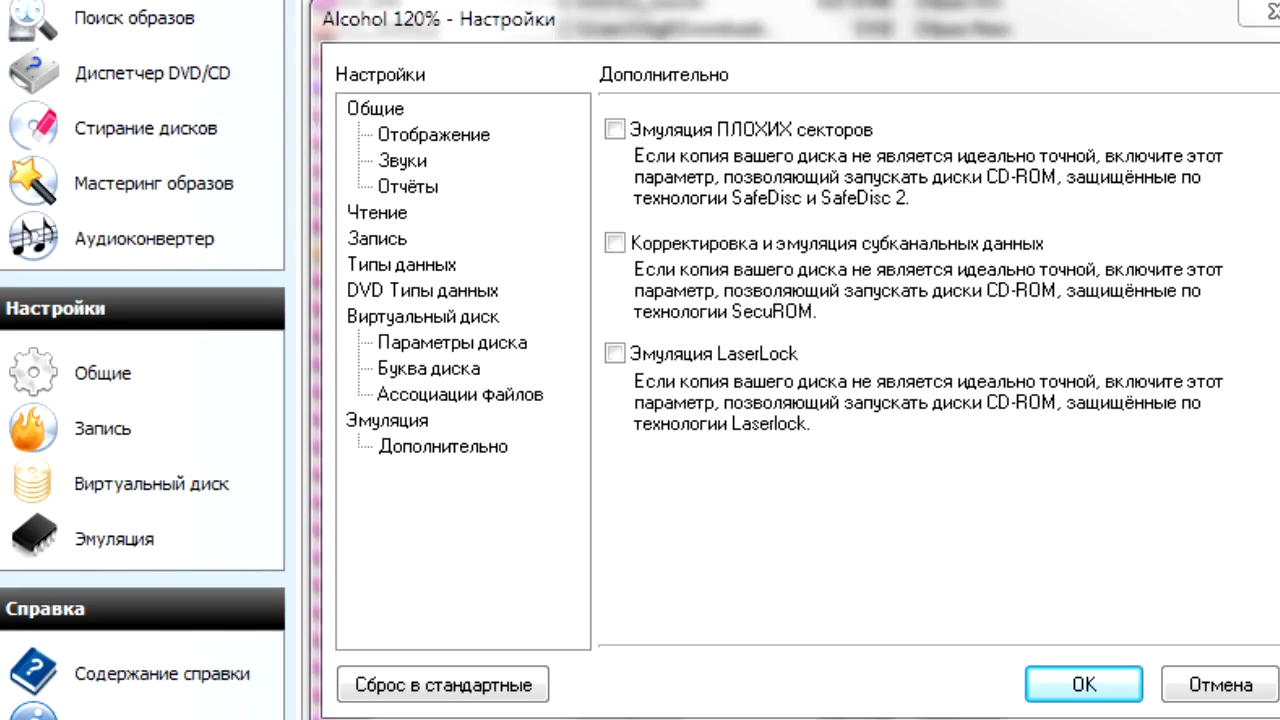 Поиск образов
Диспетчер DVD/CD
Стирание дисков
Мастеринг образов
Аудиоконвертер
Настройки
Общие
Запись
Виртуальный диск
Эмуляция
Справка
Содержание справки
Alcohol 120% - Настройки
Настройки
Общие
Отображение
Звуки
Отчёты
Чтение
Запись
Типы данных
DVD Типы данных
Виртуальный диск
Параметры диска
Буква диска
Ассоциации файлов
Эмуляция
Дополнительно
Дополнительно
Эмуляция ПЛОХИХ секторов
Если копия вашего диска не является идеально точной, включите этот
параметр, позволяющий запускать диски CD-ROM, защищённые по
технологии SafeDisc и SafeDisc 2.
Корректировка и эмуляция субканальных данных
Если копия вашего диска не является идеально точной, включите этот
параметр, позволяющий запускать диски CD-ROM, защищённые по
технологии SecuROM.
Эмуляция LaserLock
Если копия вашего диска не является идеально точной, включите этот
параметр, позволяющий запускать диски CD-ROM, защищённые по
технологии Laserlock.
Сброс в стандартные
OK
Отмена